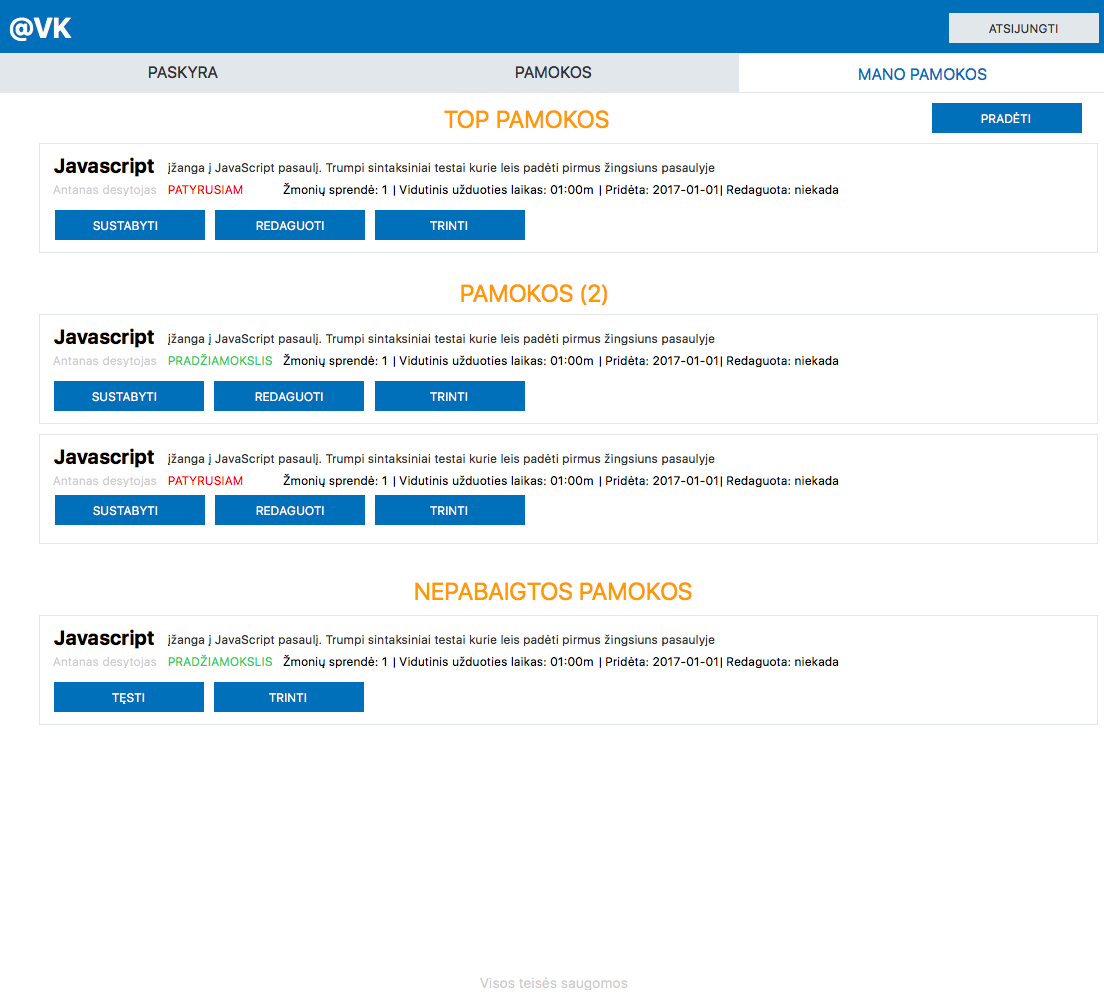 @VK
ATSIJUNGTI
PASKYRA PAMOKOS MANO PAMOKOS
TOP PAMOKOS
PRADĖTI
Javascript įžanga į JavaScript pasaulį. Trumpi sintaksiniai testai kurie leis padėti pirmus žingsiuns pasaulyje
Antanas desytojas PATYRUSIAM Žmonių sprendė: 1 | Vidutinis užduoties laikas: 01:00m | Pridėta: 2017-01-01| Redaguota: niekada
SUSTABYTI REDAGUOTI TRINTI
PAMOKOS (2)
Javascript įžanga į JavaScript pasaulį. Trumpi sintaksiniai testai kurie leis padėti pirmus žingsiuns pasaulyje
Antanas desytojas PRADŽIAMOKSLIS Žmonių sprendė: 1 | Vidutinis užduoties laikas: 01:00m | Pridėta: 2017-01-01| Redaguota: niekada
SUSTABYTI REDAGUOTI TRINTI
Javascript įžanga į JavaScript pasaulį. Trumpi sintaksiniai testai kurie leis padėti pirmus žingsiuns pasaulyje
Antanas desytojas PATYRUSIAM Žmonių sprendė: 1 | Vidutinis užduoties laikas: 01:00m | Pridėta: 2017-01-01| Redaguota: niekada
SUSTABYTI REDAGUOTI TRINTI
NEPABAIGTOS PAMOKOS
Javascript įžanga į JavaScript pasaulį. Trumpi sintaksiniai testai kurie leis padėti pirmus žingsiuns pasaulyje
Antanas desytojas PRADŽIAMOKSLIS Žmonių sprendė: 1 | Vidutinis užduoties laikas: 01:00m | Pridėta: 2017-01-01| Redaguota: niekada
TĘSTI TRINTI
Visos teisės saugomos